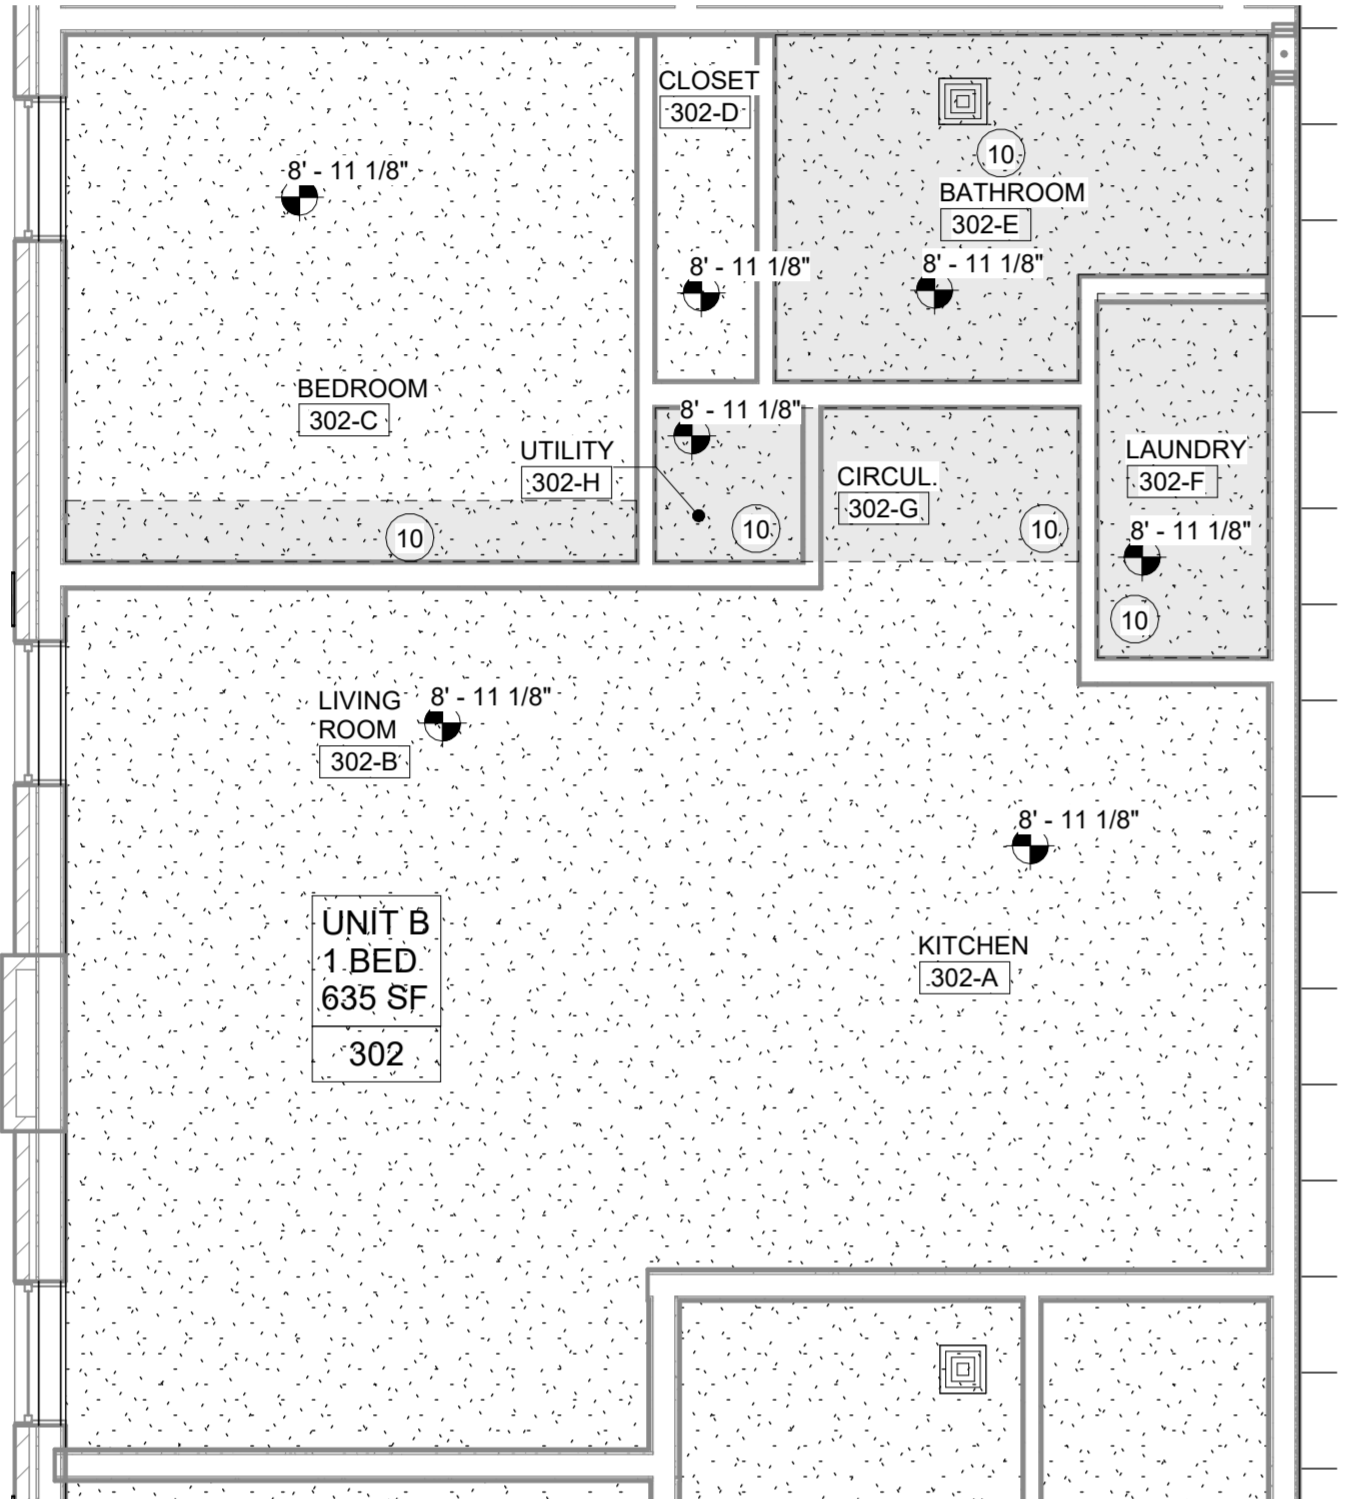 CLOSET
302-D
8' - 11 1/8"
10
BATHROOM
302-E
8' - 11 1/8"
8' - 11 1/8"
BEDROOM
302-C
8' - 11 1/8"
UTILITY
302-H
CIRCUL.
302-G
LAUNDRY
302-F
8' - 11 1/8"
10
10
10
10
LIVING
ROOM
302-B
8' - 11 1/8"
8' - 11 1/8"
UNIT B
1 BED
635 SF
302
KITCHEN
302-A